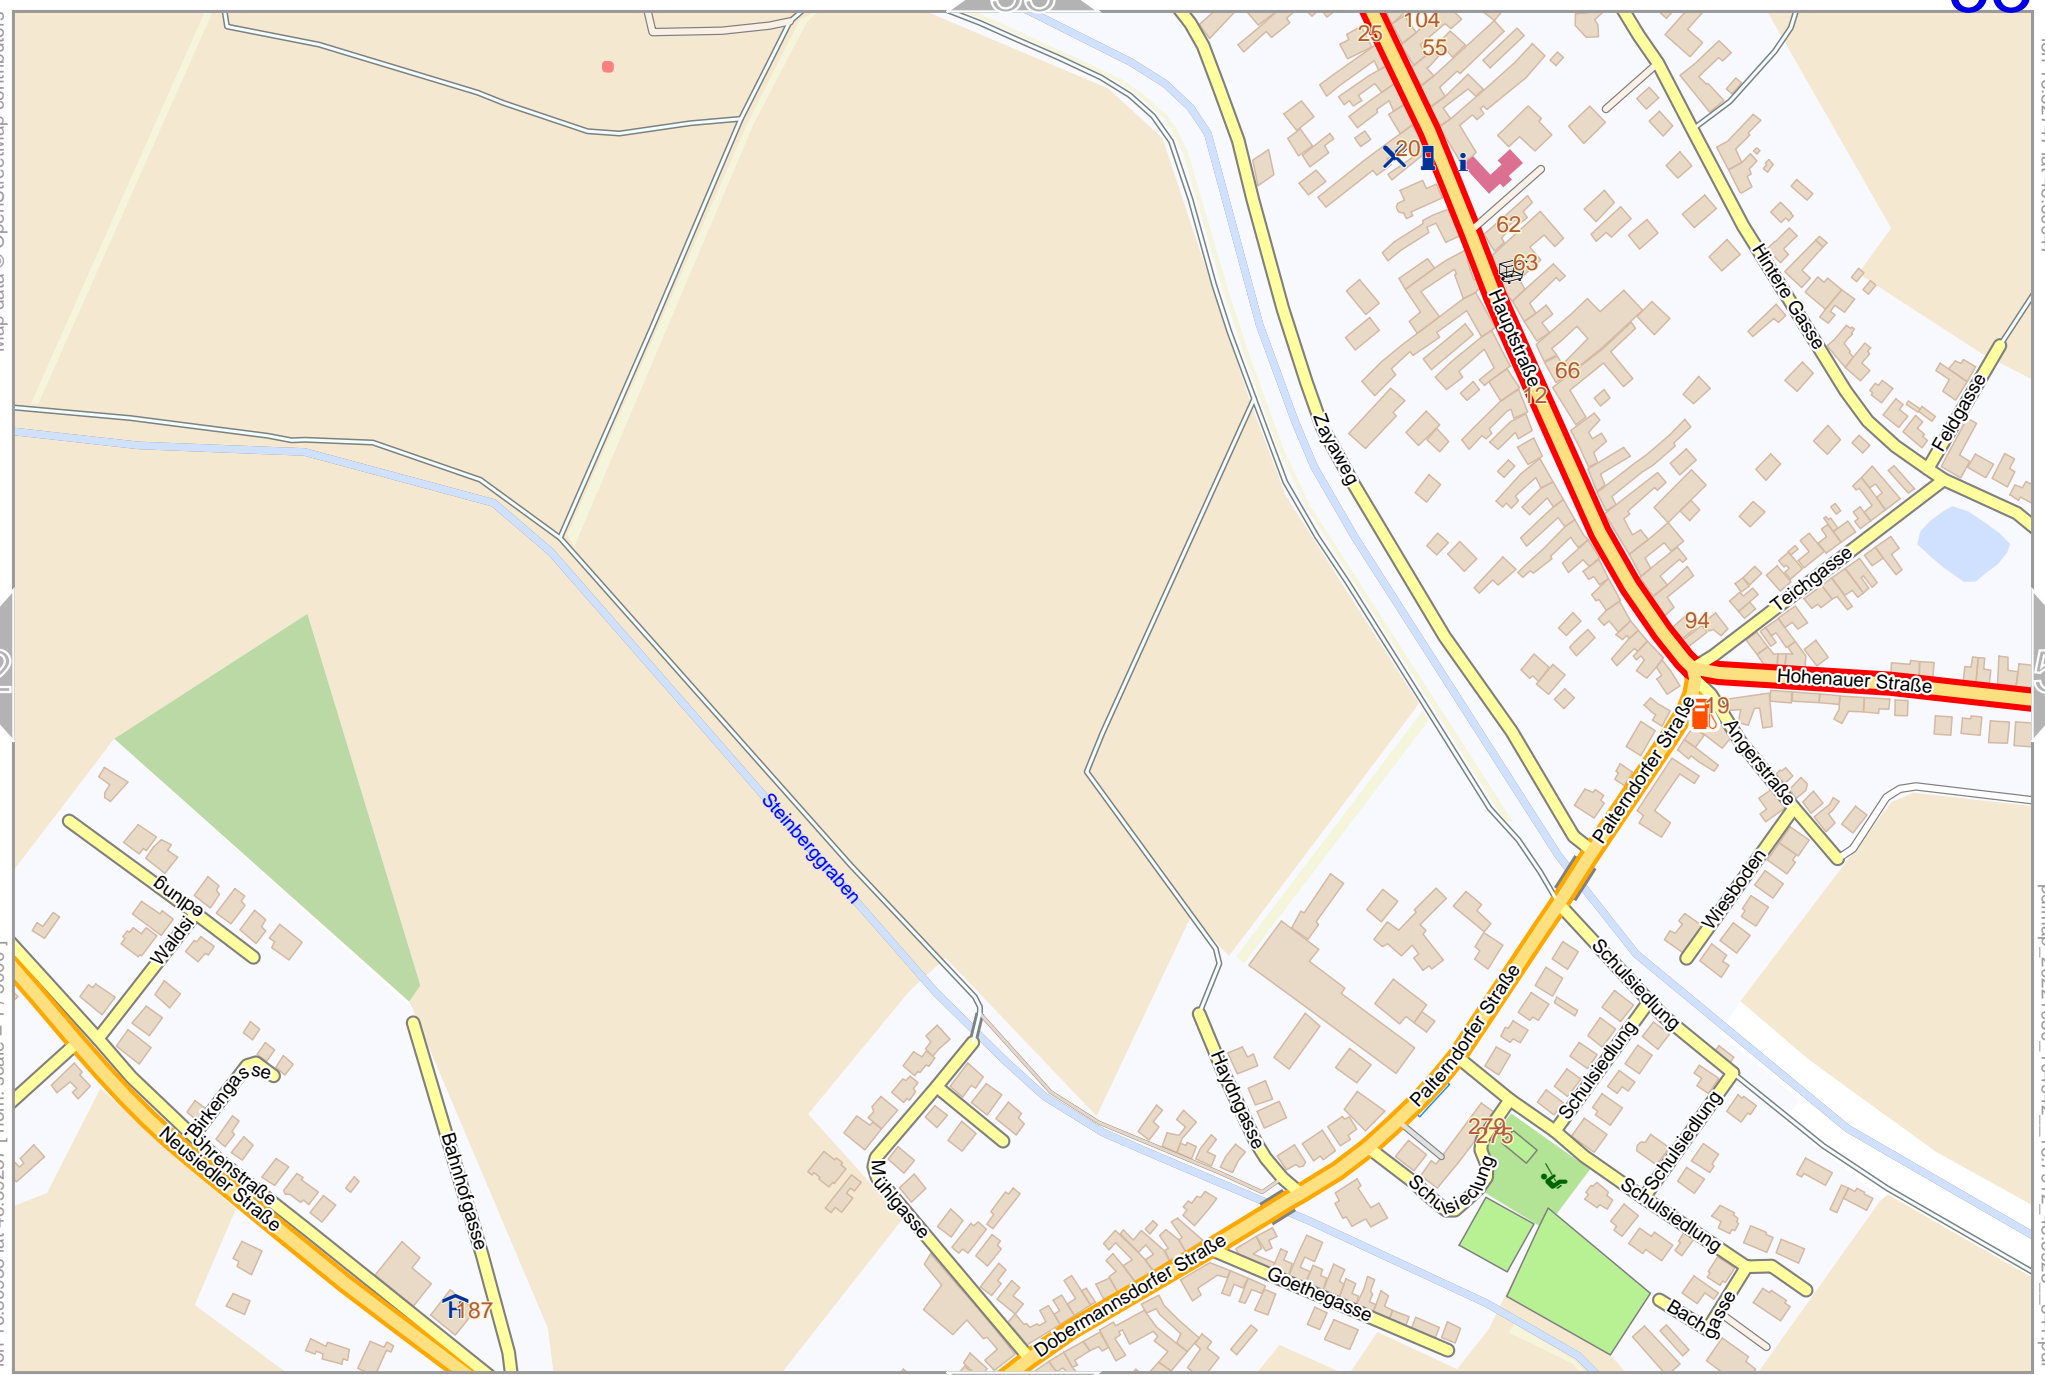 104
25
55
20
i
62
63
Hintere Gasse
Hauptstraße
66
12
Feldgasse
Zayaweg
Teichgasse
94
Hohenauer Straße
19
Palterndorfer Straße
Angerstraße
Steinberggraben
Wiesboden
Waldsiedlung
Schulsiedlung
Palterndorfer Straße
Schulsiedlung
Birkengasse
Haydngasse
Schulsiedlung
279
275
Föhrenstraße
Neusiedler Straße
Bahnhofgasse
Mühlgasse
Schulsiedlung
Schulsiedlung
Dobermannsdorfer Straße
Goethegasse
Bachgasse
187